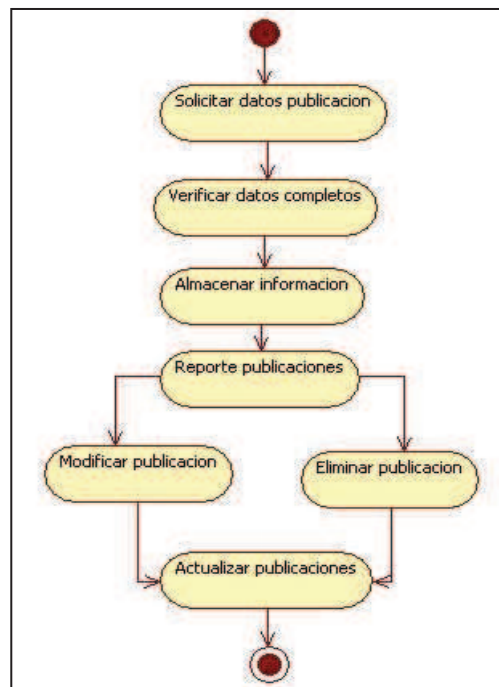 Solicitar datos publicacion
Verificar datos completos
Almacenar informacion
Reporte publicaciones
Modificar publicacion
Eliminar publicacion
Actualizar publicaciones